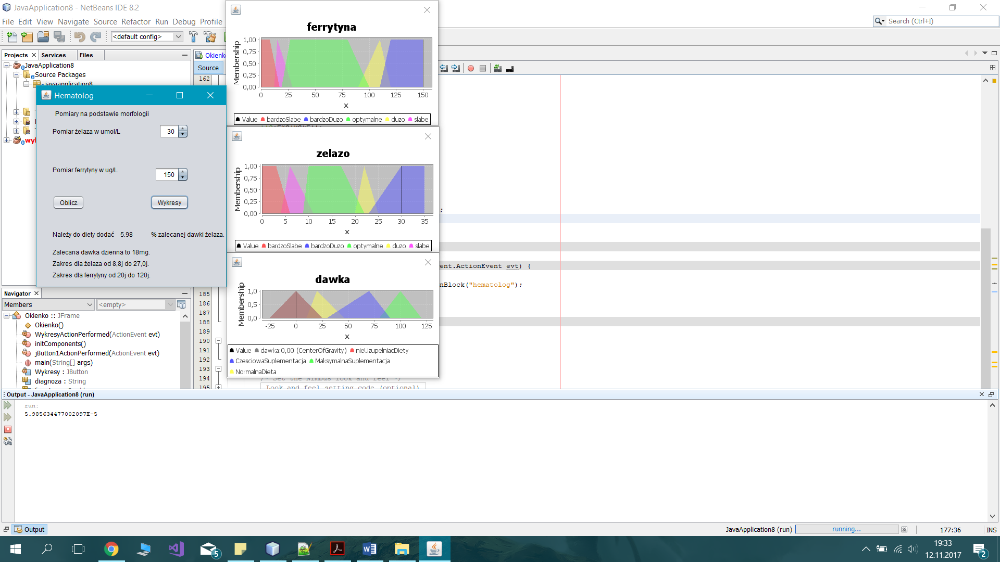 JavaApplication8 - NetBeans IDE 8.2
File Edit View Navigate Source Refactor Run Debug Profile
Search (Ctrl+I)
<default config>
Projects Services Files
JavaApplication8
Source Packages
javaapplication8
Source
162
Hematolog
Pomiary na podstawie morfologii
Pomiar żelaza w umol/L 30
Pomiar ferrytyny w ug/L 150
Oblicz Wykresy
Należy do diety dodać 5.98 % zalecanej dawki żelaza.
Zalecana dawka dzienna to 18mg.
Zakres dla żelaza od 8,8j do 27,0j.
Zakres dla ferrytyny od 20j do 120j.
ferrytyna
Membership
1,00
0,75
0,50
0,25
0,00
0 25 50 75 100 125 150
x
Value bardzoSlabe bardzoDuzo optymalne duzo slabe
zelazo
Membership
1,00
0,75
0,50
0,25
0,00
0 5 10 15 20 25 30 35
x
Value bardzoSlabe bardzoDuzo optymalne duzo slabe
dawka
Membership
1,0
0,5
0,0
-25 0 25 50 75 100 125
x
Value dawka:0,00 (CenterOfGravity) nieUzupelniacDiety
CzesciowaSuplementacja MaksymalnaSuplementacja
NormalnaDieta
;
ent.ActionEvent evt) {
nBlock("hematolog");
185
186
187
188
189
190
191
192
193
194
195
/* Set the Nimbus look and feel */
Look and feel setting code (optional)
Navigator
Members <empty>
Okienko :: JFrame
Okienko()
WykresyActionPerformed(ActionEvent evt)
initComponents()
jButton1ActionPerformed(ActionEvent evt)
main(String[] args)
Wykresy : JButton
diagnoza : String
Output - JavaApplication8 (run)
run:
5.985634477002097E-5
Output
JavaApplication8 (run) running... 177:36 INS
5
19:33
12.11.2017
2